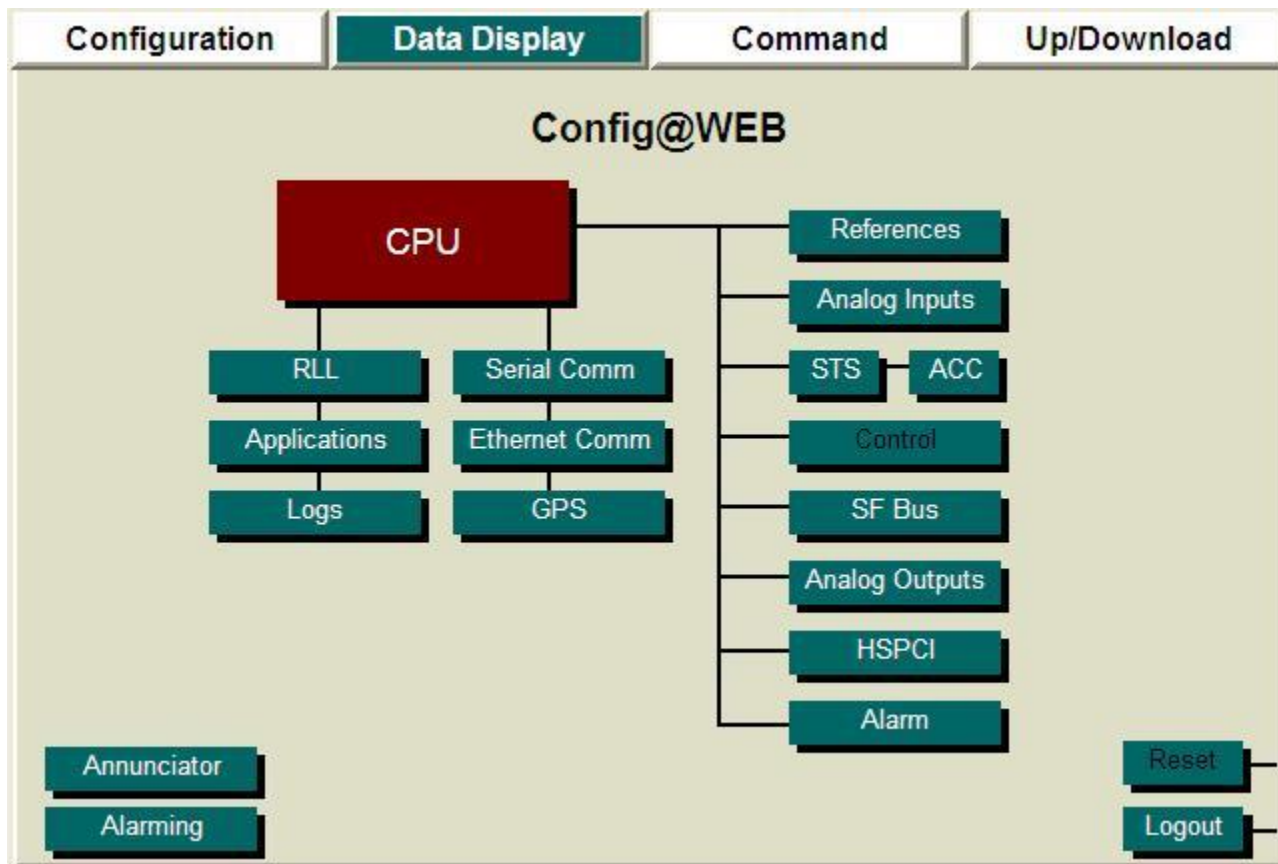 Configuration
Data Display
Command
Up/Download
Config@WEB
CPU
RLL
Applications
Logs
Serial Comm
Ethernet Comm
GPS
References
Analog Inputs
STS
ACC
Control
SF Bus
Analog Outputs
HSPCI
Alarm
Annunciator
Alarming
Reset
Logout